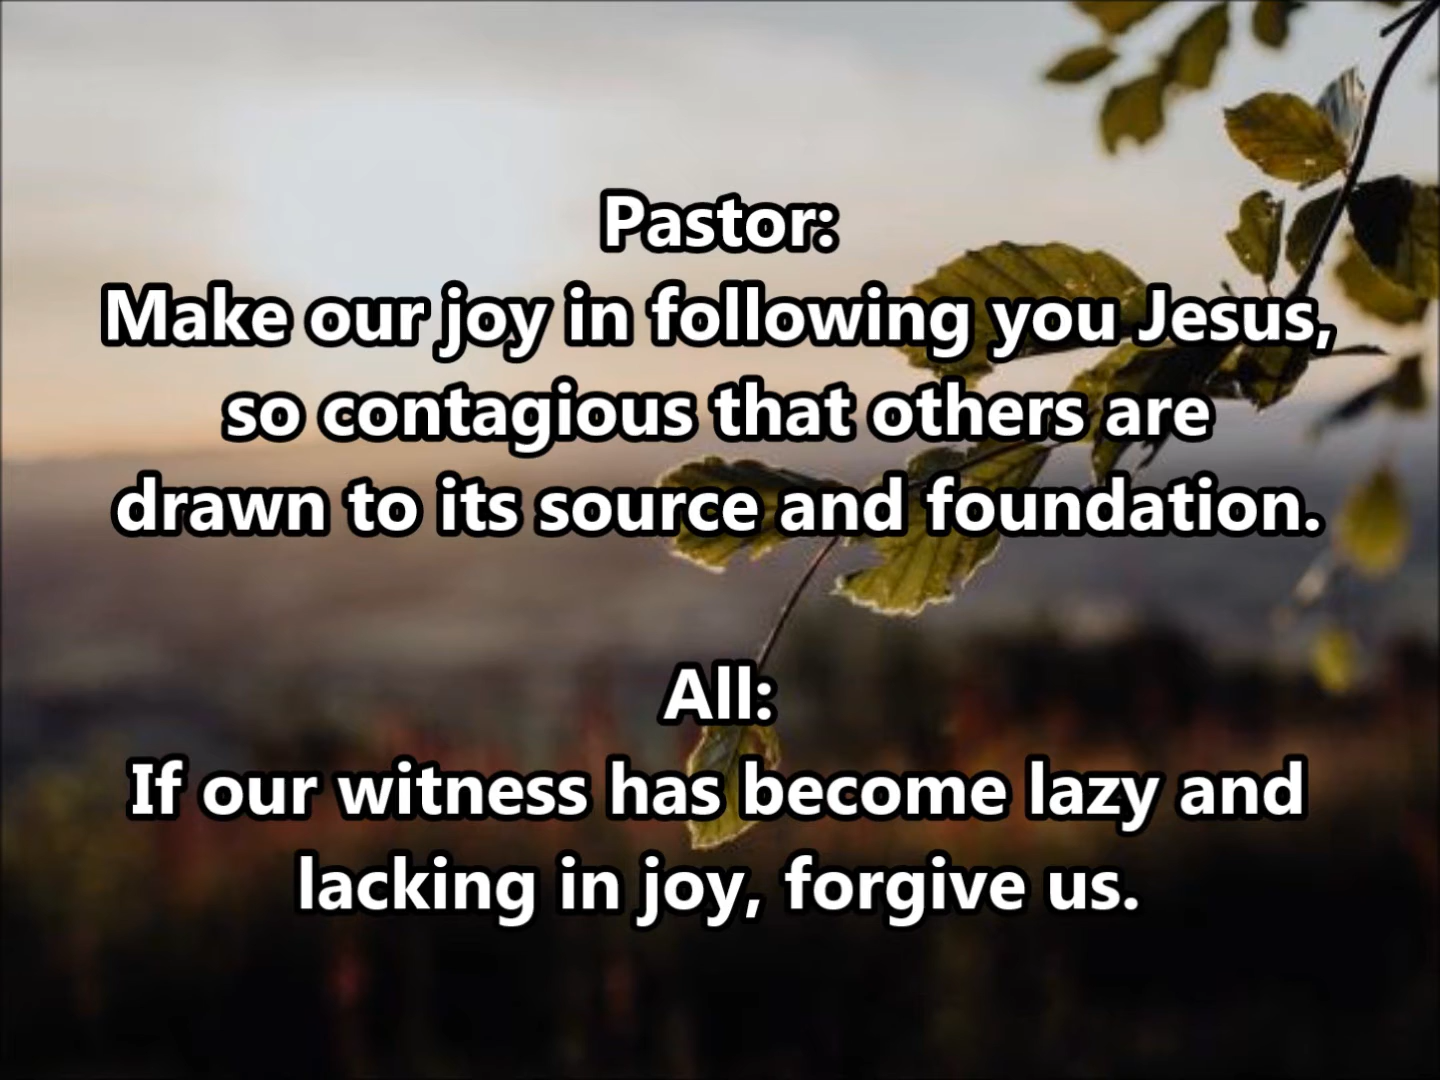 Pastor:
Make our joy in following you Jesus,
so contagious that others are
drawn to its source and foundation.
All:
If our witness has become lazy and
lacking in joy, forgive us.